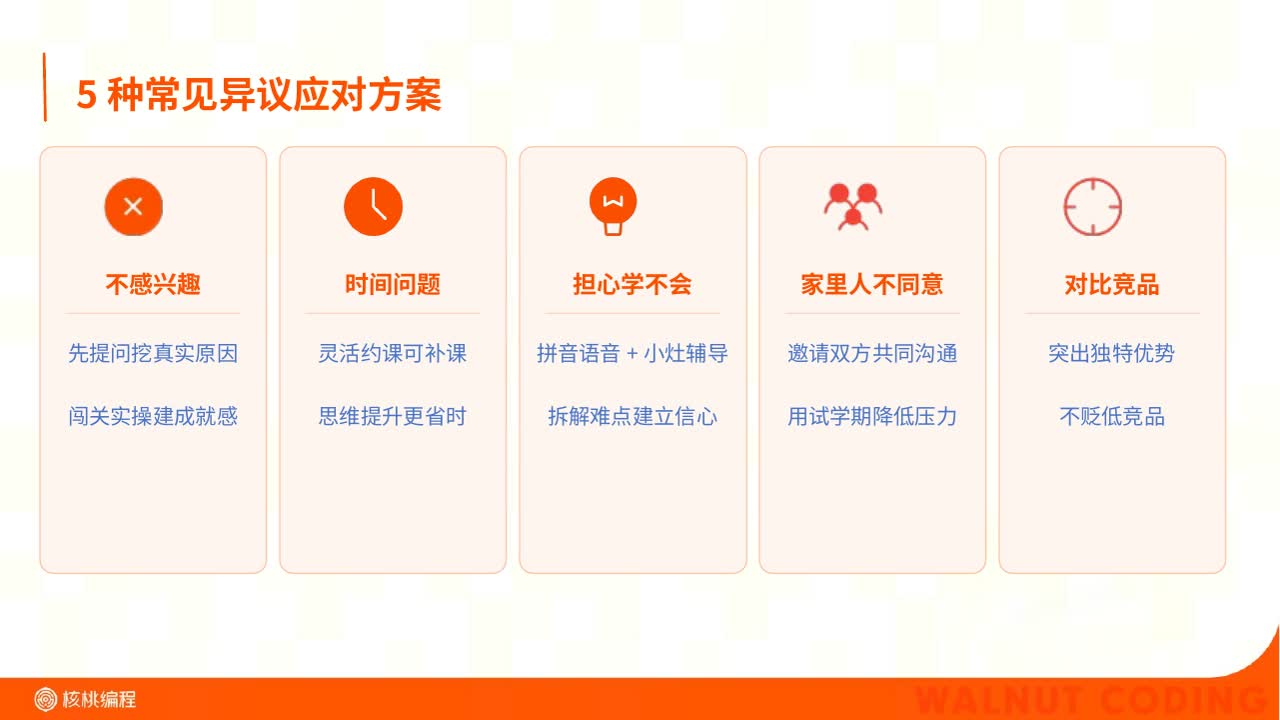 5 种常见异议应对方案
不感兴趣
先提问挖真实原因
闯关实操建成就感
时间问题
灵活约课可补课
思维提升更省时
担心学不会
拼音语音 + 小灶辅导
拆解难点建立信心
家里人不同意
邀请双方共同沟通
用试学期降低压力
对比竞品
突出独特优势
不贬低竞品
核桃编程
WALNUT CODING